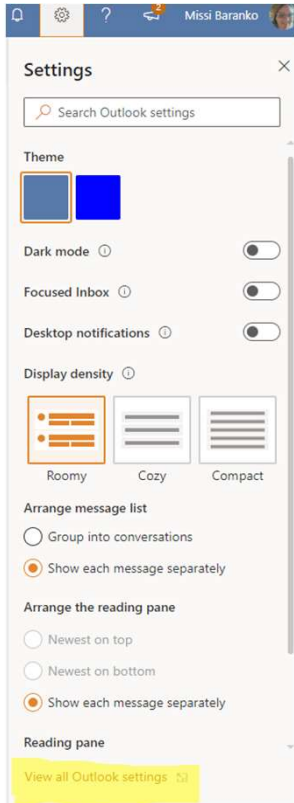 2
? Missi Baranko
Settings
Search Outlook settings
Theme
Dark mode
Focused Inbox
Desktop notifications
Display density
Roomy Cozy Compact
Arrange message list
Group into conversations
Show each message separately
Arrange the reading pane
Newest on top
Newest on bottom
Show each message separately
Reading pane
View all Outlook settings